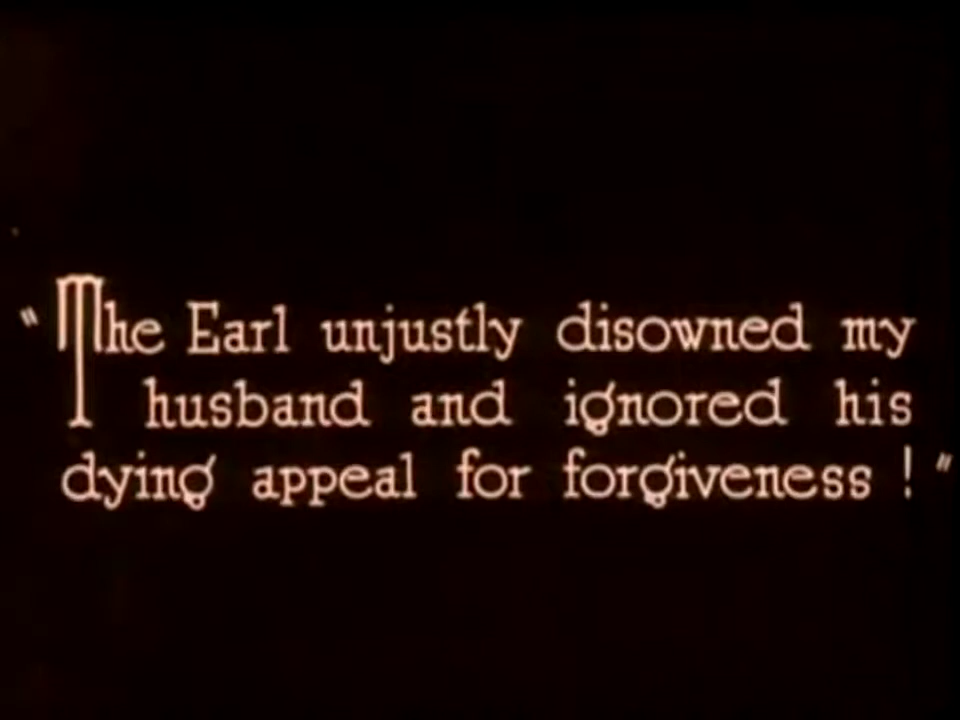 "The Earl unjustly disowned my
husband and ignored his
dying appeal for forgiveness!"